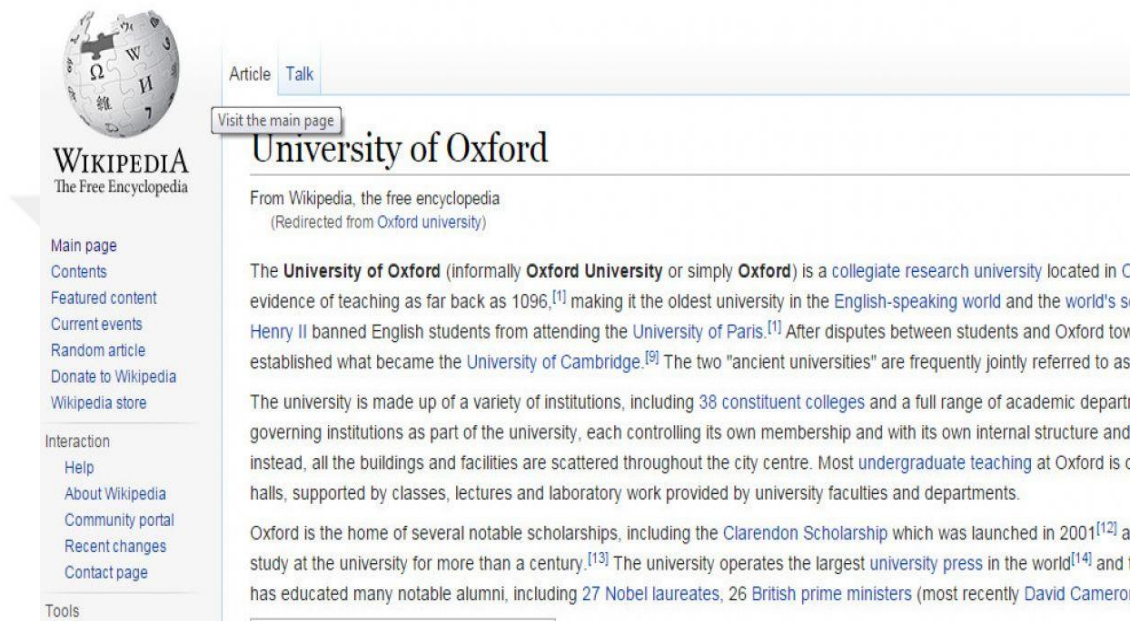 WIKIPEDIA
The Free Encyclopedia
Main page
Contents
Featured content
Current events
Random article
Donate to Wikipedia
Wikipedia store
Interaction
Help
About Wikipedia
Community portal
Recent changes
Contact page
Tools
Article Talk
Visit the main page
University of Oxford
From Wikipedia, the free encyclopedia
(Redirected from Oxford university)
The University of Oxford (informally Oxford University or simply Oxford) is a collegiate research university located in
evidence of teaching as far back as 1096,[1] making it the oldest university in the English-speaking world and the world's
Henry II banned English students from attending the University of Paris.[1] After disputes between students and Oxford
established what became the University of Cambridge.[9] The two "ancient universities" are frequently jointly referred to as
The university is made up of a variety of institutions, including 38 constituent colleges and a full range of academic
governing institutions as part of the university, each controlling its own membership and with its own internal structure and
instead, all the buildings and facilities are scattered throughout the city centre. Most undergraduate teaching at Oxford is
halls, supported by classes, lectures and laboratory work provided by university faculties and departments.
Oxford is the home of several notable scholarships, including the Clarendon Scholarship which was launched in 2001[12]
study at the university for more than a century.[13] The university operates the largest university press in the world[14] and
has educated many notable alumni, including 27 Nobel laureates, 26 British prime ministers (most recently David